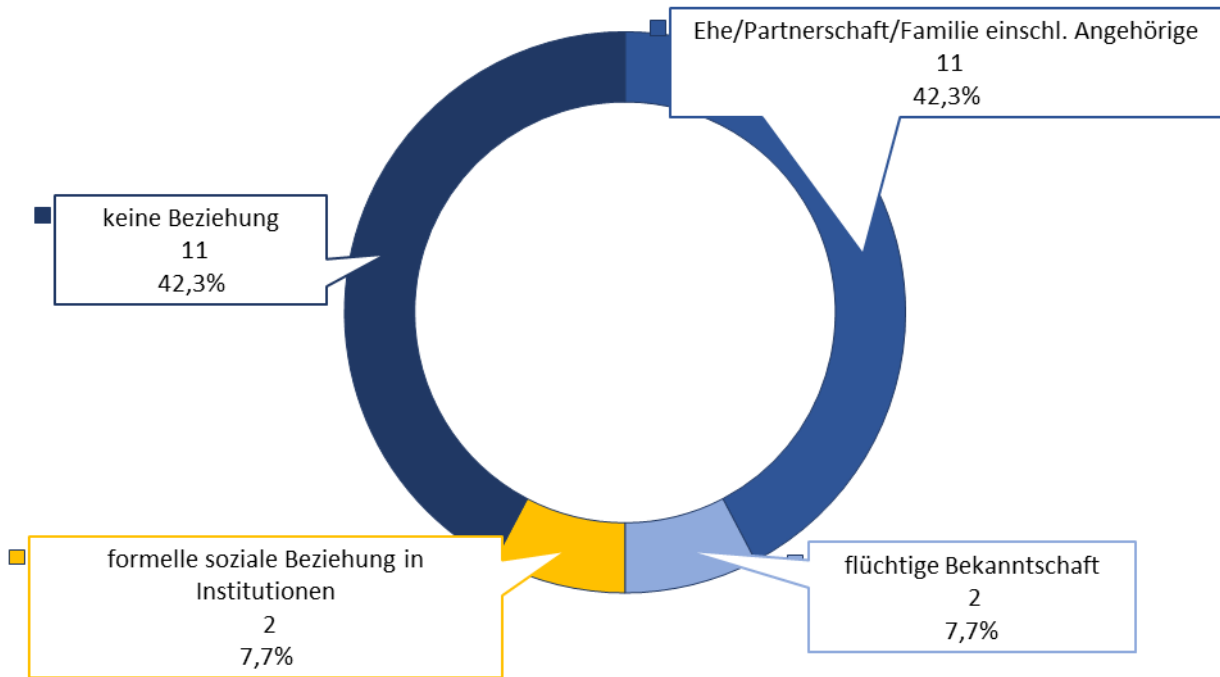 Ehe/Partnerschaft/Familie einschl. Angehörige
11
42,3%
keine Beziehung
11
42,3%
formelle soziale Beziehung in
Institutionen
2
7,7%
flüchtige Bekanntschaft
2
7,7%